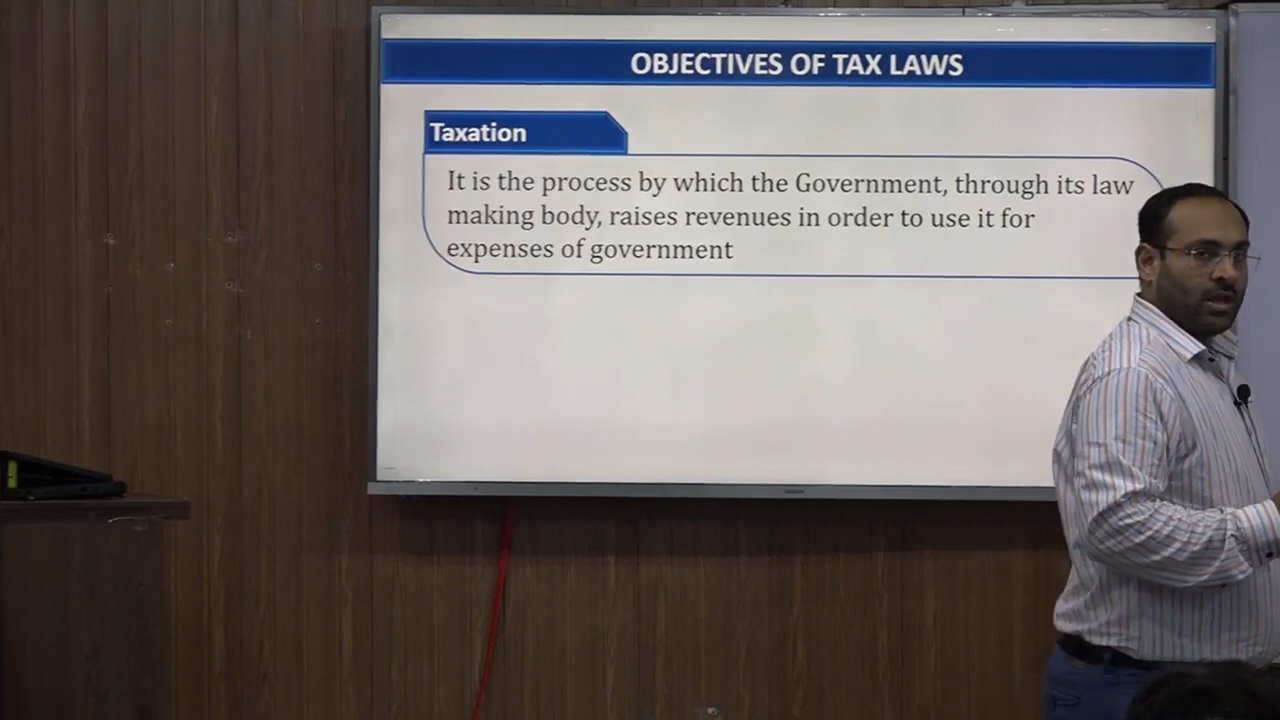 OBJECTIVES OF TAX LAWS
Taxation
It is the process by which the Government, through its law
making body, raises revenues in order to use it for
expenses of government